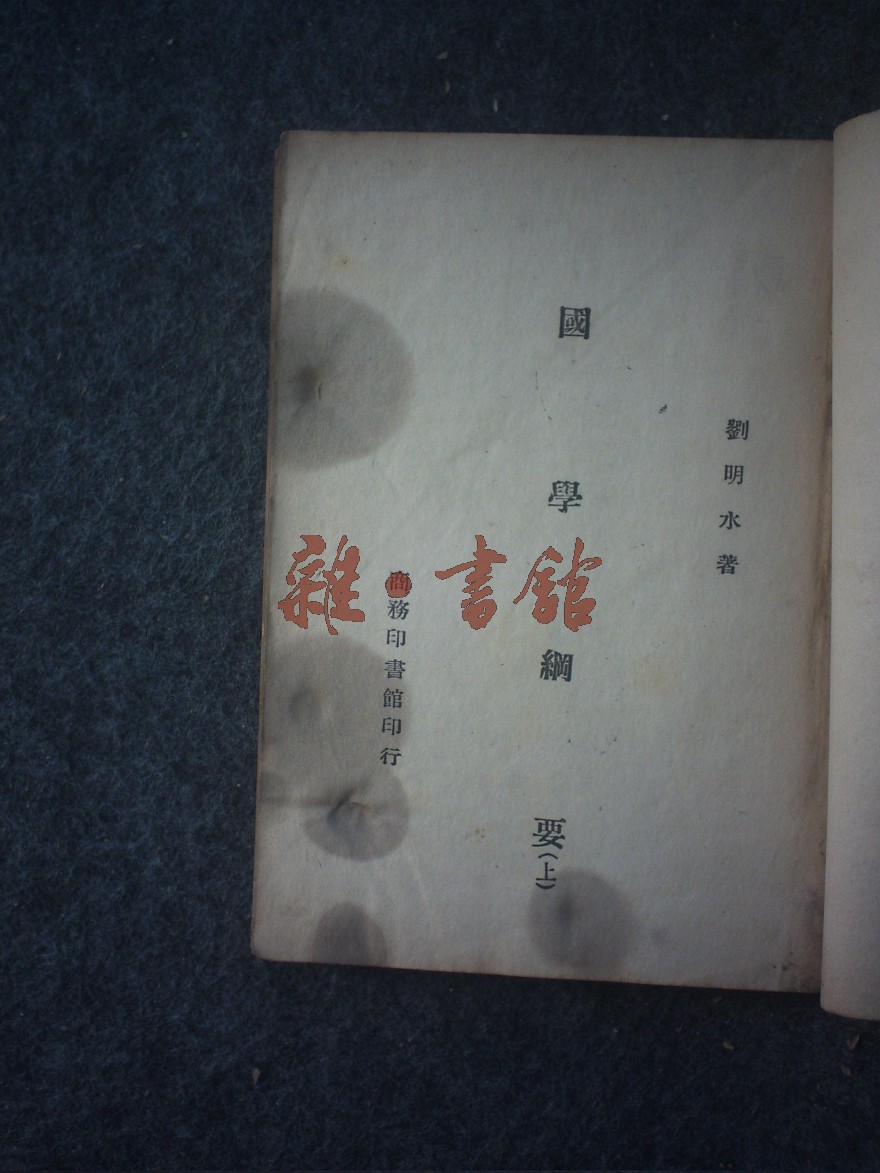 劉明水著
國學綱要（上）
商務印書館印行
雜·書館